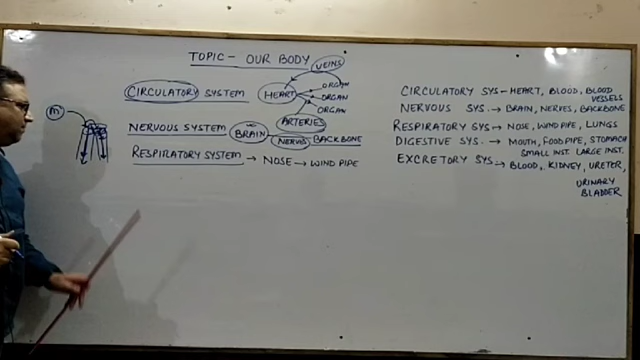 TOPIC - OUR BODY
VEINS
CIRCULATORY SYSTEM
HEART
ORGAN
ORGAN
ORGAN
ARTERIES
NERVOUS SYSTEM
BRAIN
NERVES
BACKBONE
RESPIRATORY SYSTEM → NOSE → WIND PIPE
CIRCULATORY SYS - HEART, BLOOD, BLOOD
VESSELS
NERVOUS SYS. → BRAIN, NERVES, BACKBONE
RESPIRATORY SYS → NOSE, WIND PIPE, LUNGS
DIGESTIVE SYS. → MOUTH, FOOD PIPE, STOMACH
SMALL INST. LARGE INST.
EXCRETORY SYS → BLOOD, KIDNEY, URETER,
URINARY
BLADDER